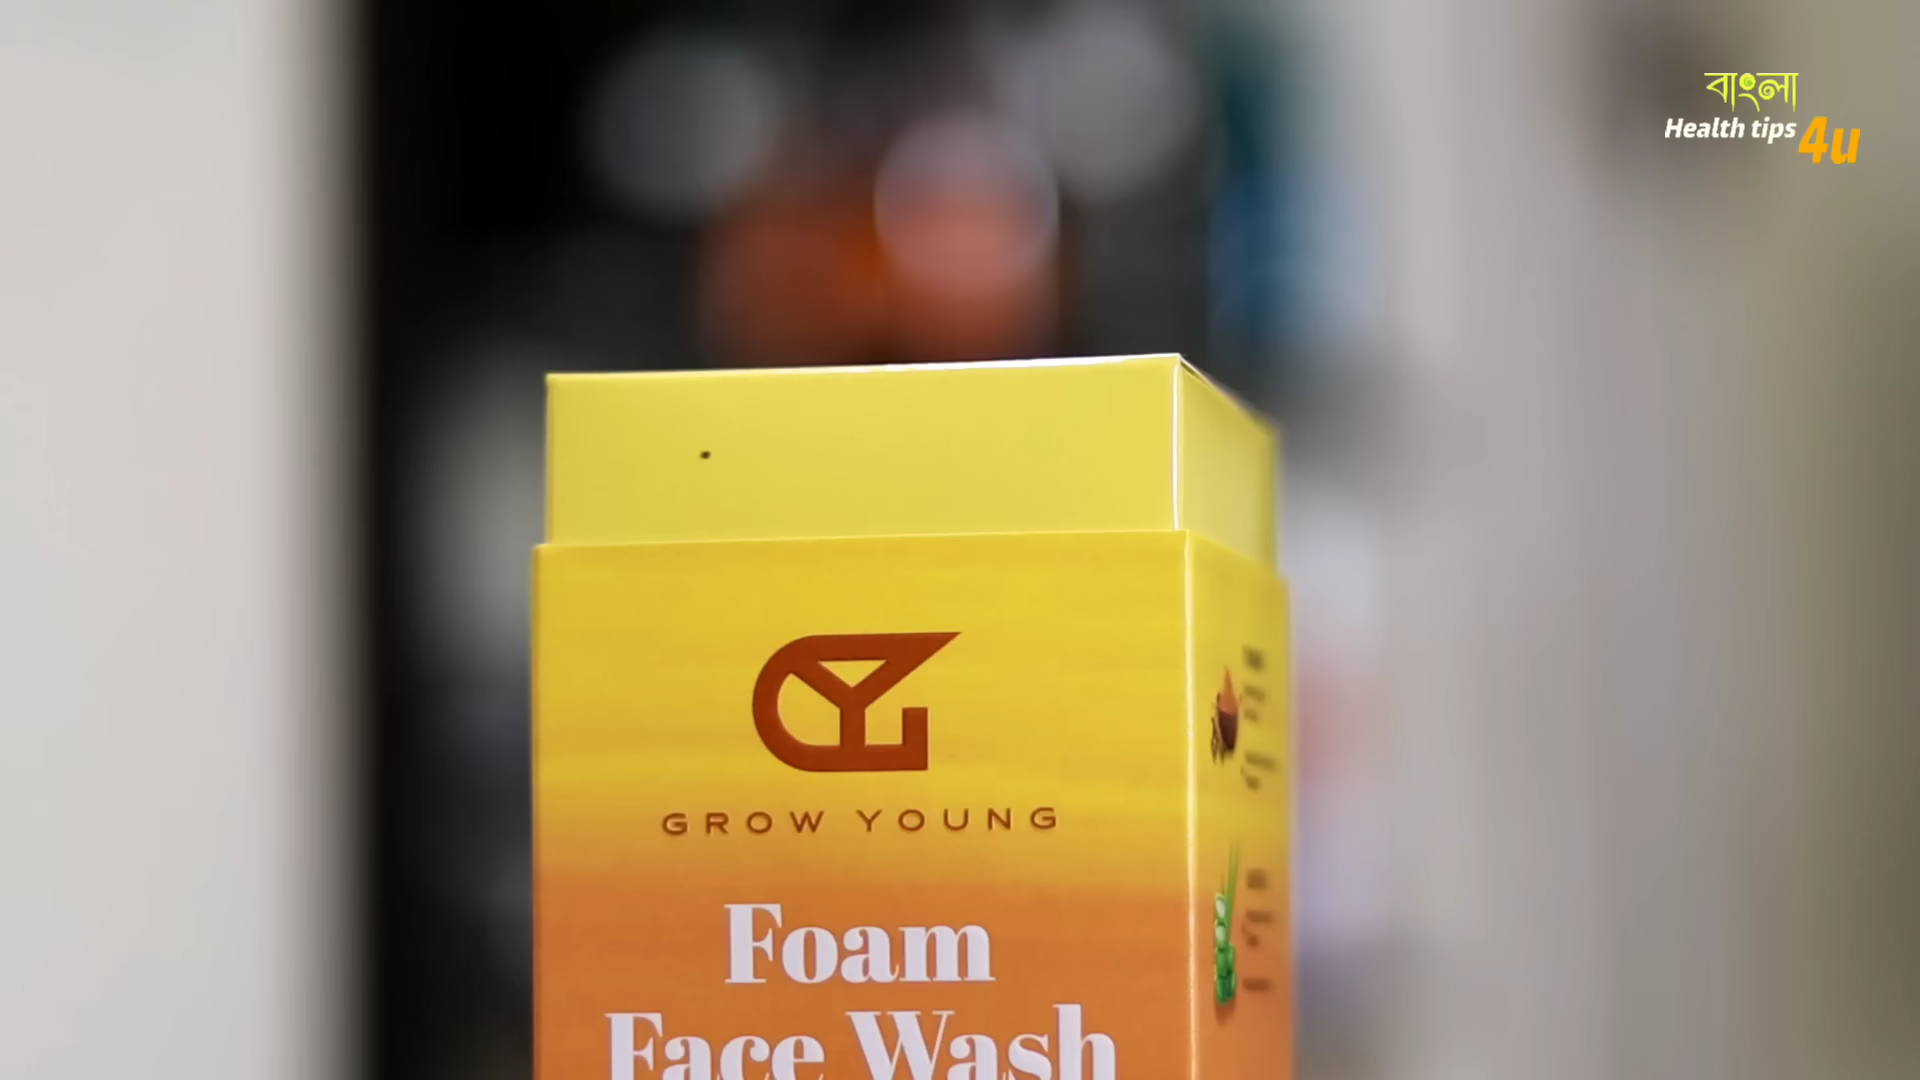 বাংলা
Health tips 4u
GROW YOUNG
Foam
Face Wash